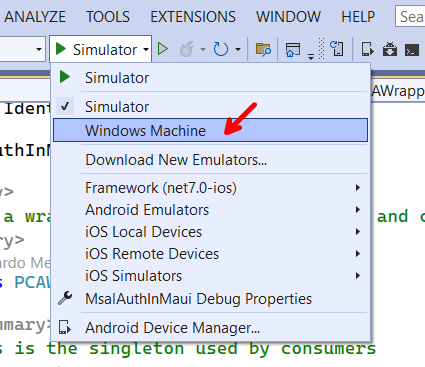 ANALYZE TOOLS EXTENSIONS WINDOW HELP Sea
Simulator
Simulator
AWrapp
Ident
Simulator
Windows Machine
uthInM
Download New Emulators...
y>
Framework (net7.0-ios)
a wra
Android Emulators
and c
ry>
iOS Local Devices
ardo Me
iOS Remote Devices
s PCAW
iOS Simulators
MsalAuthInMaui Debug Properties
mmary>
Android Device Manager...
s is the singleton used by consumers